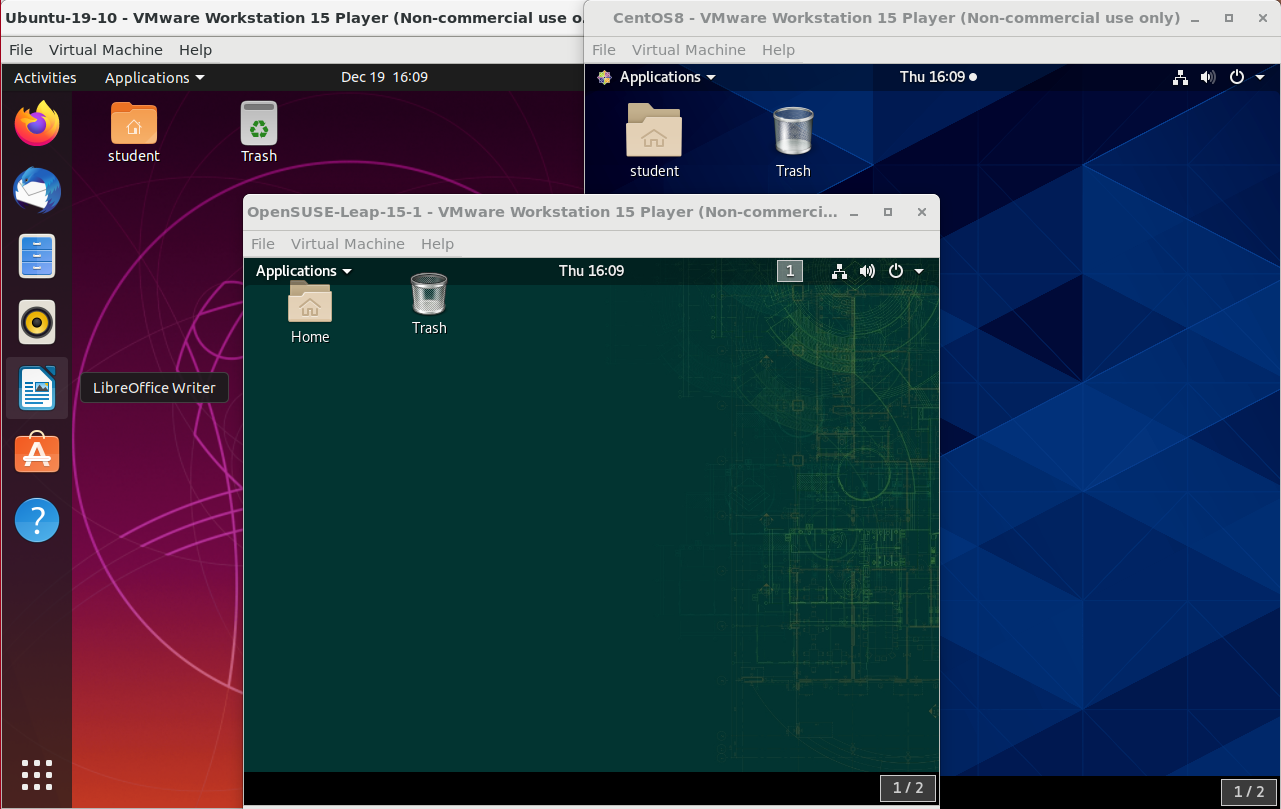 Ubuntu-19-10 - VMware Workstation 15 Player (Non-commercial use o...
File Virtual Machine Help
Activities Applications Dec 19 16:09
student Trash
LibreOffice Writer
CentOS8 - VMware Workstation 15 Player (Non-commercial use only)
File Virtual Machine Help
Applications Thu 16:09
student Trash
OpenSUSE-Leap-15-1 - VMware Workstation 15 Player (Non-commerci...
File Virtual Machine Help
Applications Thu 16:09 1
Home Trash
1 / 2
1 / 2